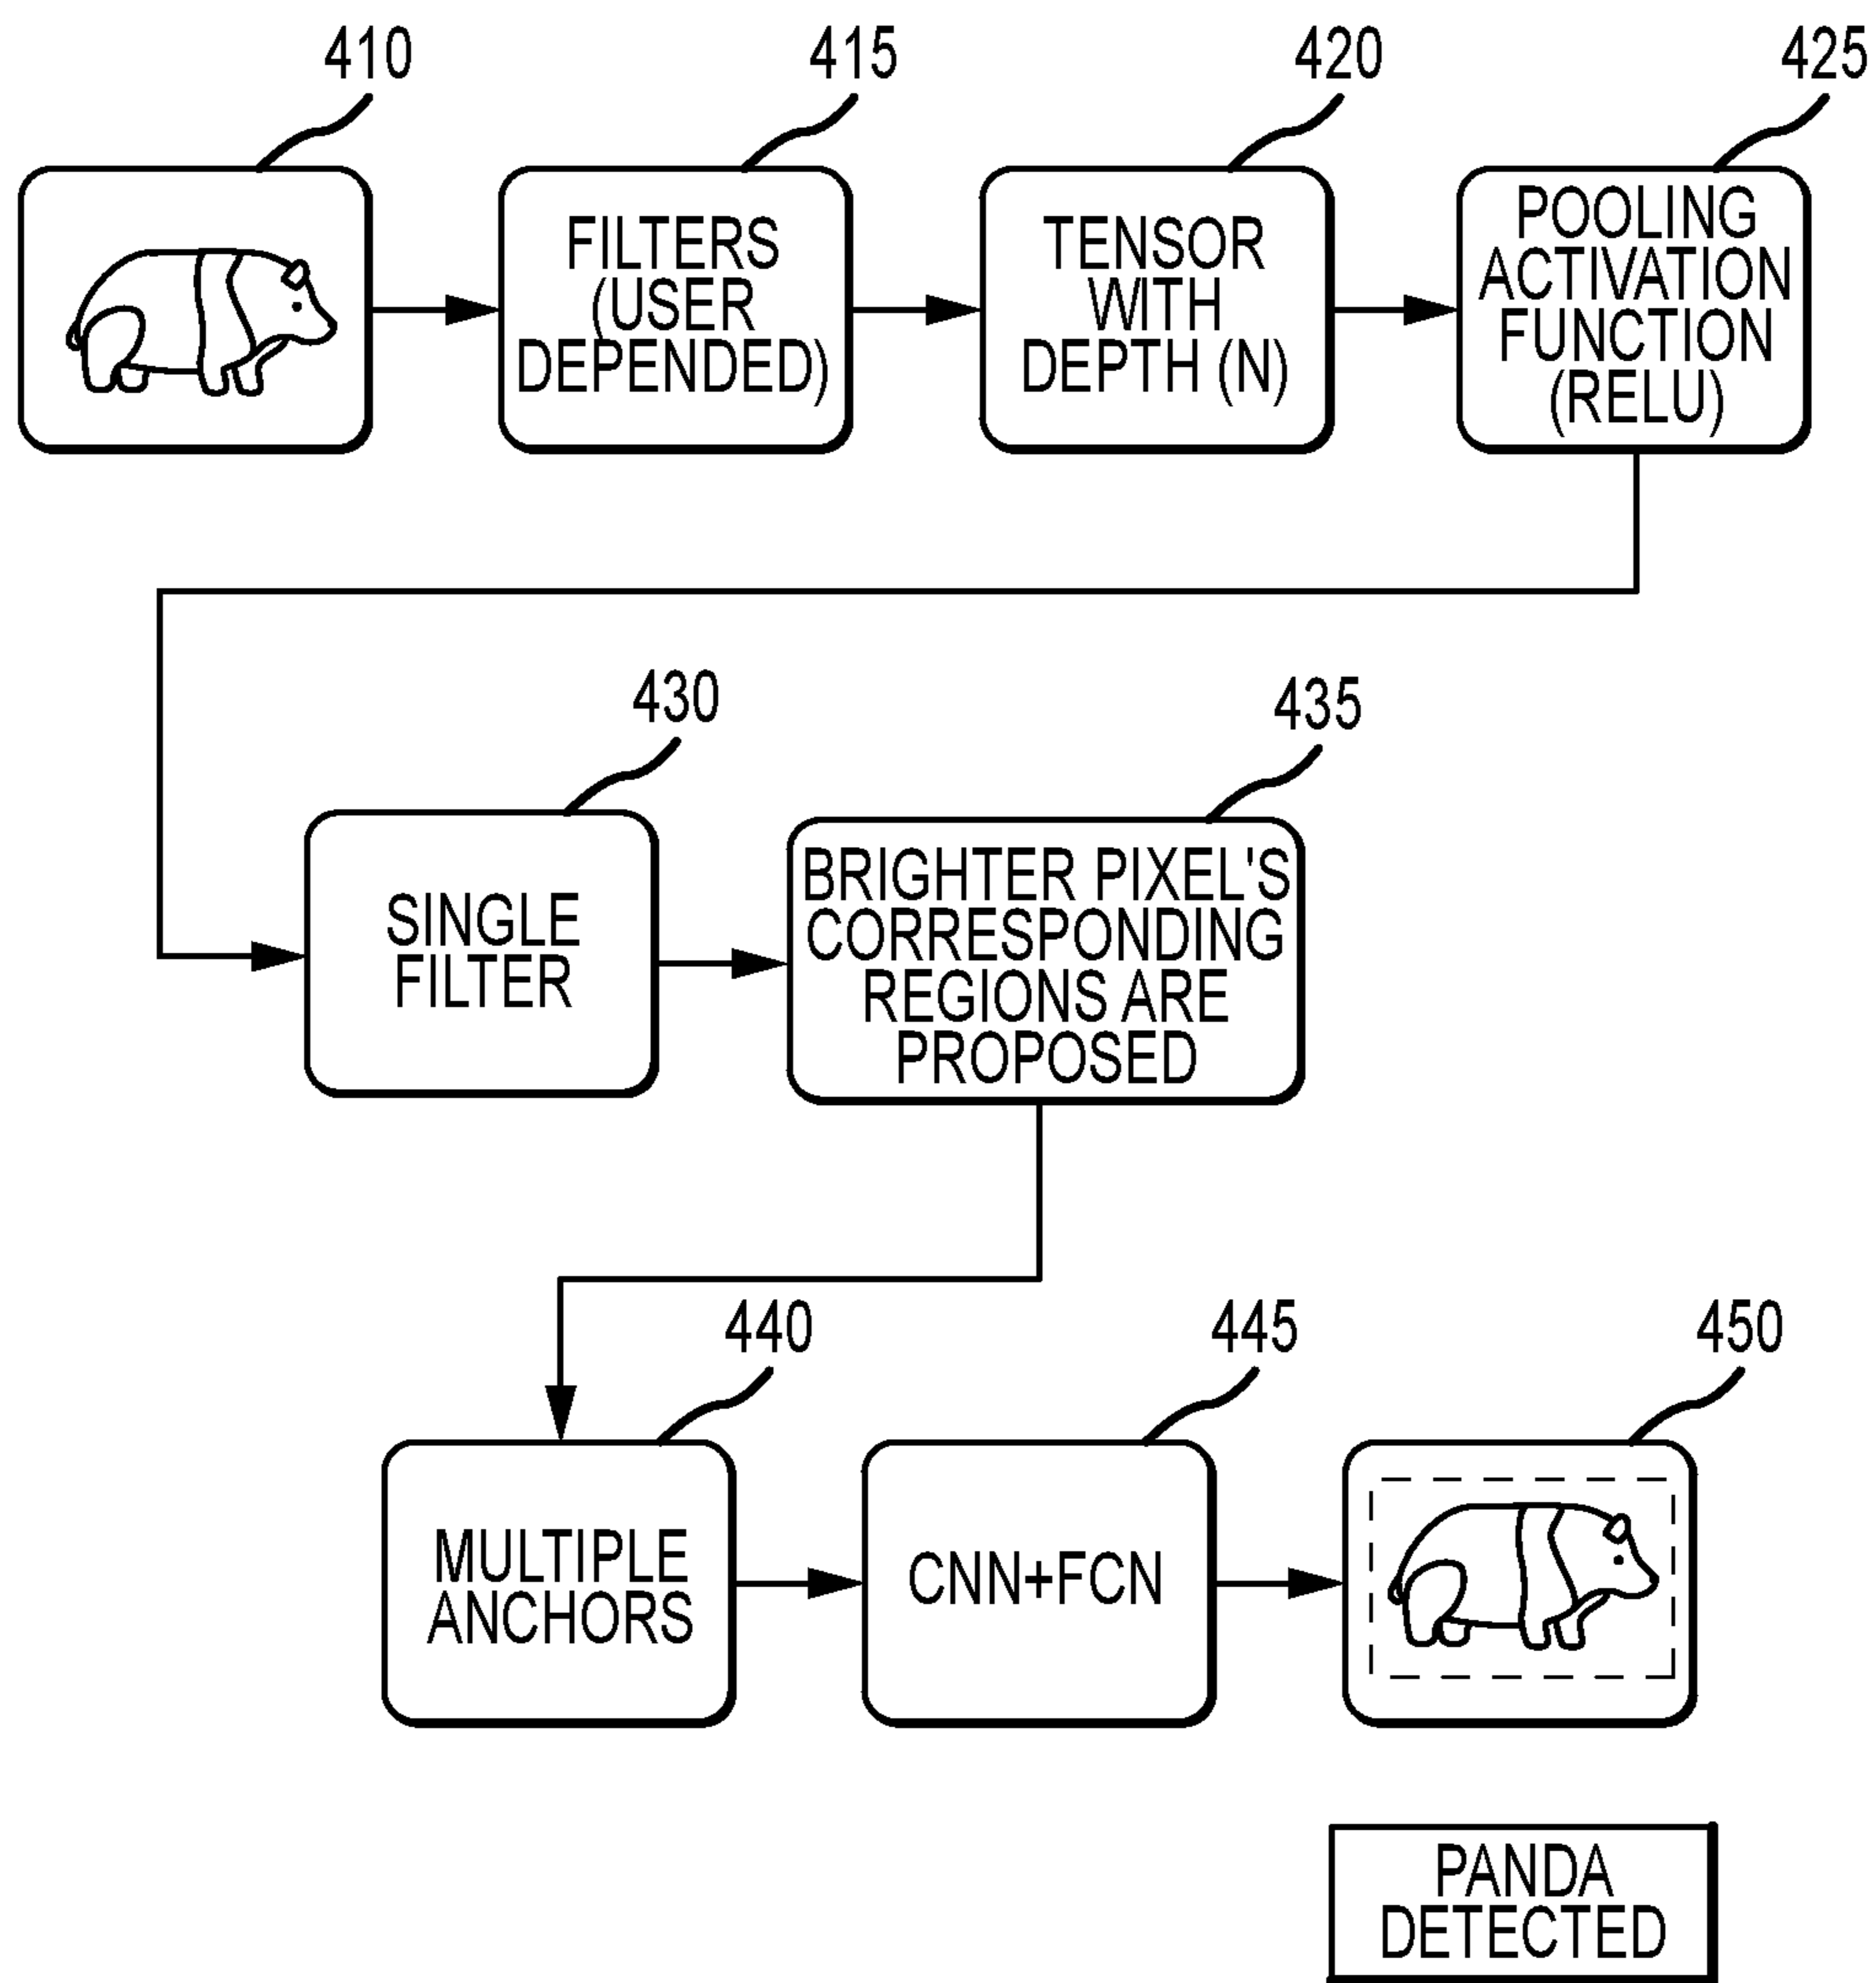 410
415
420
425
FILTERS
(USER
DEPENDED)
TENSOR
WITH
DEPTH (N)
POOLING
ACTIVATION
FUNCTION
(RELU)
430
435
SINGLE
FILTER
BRIGHTER PIXEL'S
CORRESPONDING
REGIONS ARE
PROPOSED
440
445
450
MULTIPLE
ANCHORS
CNN+FCN
PANDA
DETECTED